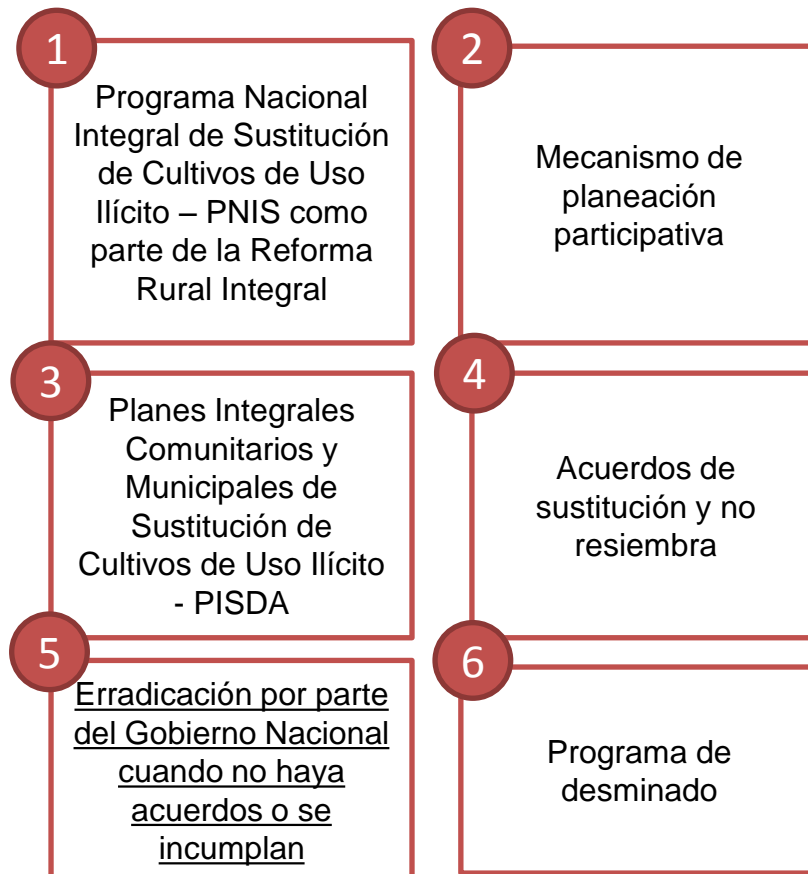 1
Programa Nacional
Integral de Sustitución
de Cultivos de Uso
Ilícito – PNIS como
parte de la Reforma
Rural Integral
2
Mecanismo de
planeación
participativa
3
Planes Integrales
Comunitarios y
Municipales de
Sustitución de
Cultivos de Uso Ilícito
- PISDA
4
Acuerdos de
sustitución y no
resiembra
5
Erradicación por parte
del Gobierno Nacional
cuando no haya
acuerdos o se
incumplan
6
Programa de
desminado